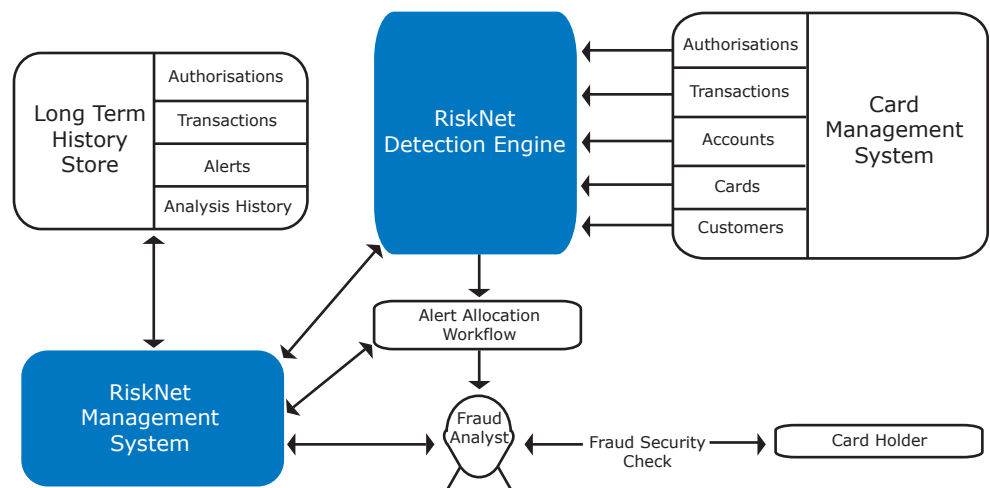 Long Term
History
Store
Authorisations
Transactions
Alerts
Analysis History
RiskNet
Detection Engine
Authorisations
Transactions
Accounts
Cards
Customers
Card
Management
System
Alert Allocation
Workflow
RiskNet
Management
System
Fraud
Analyst
Fraud Security
Check
Card Holder